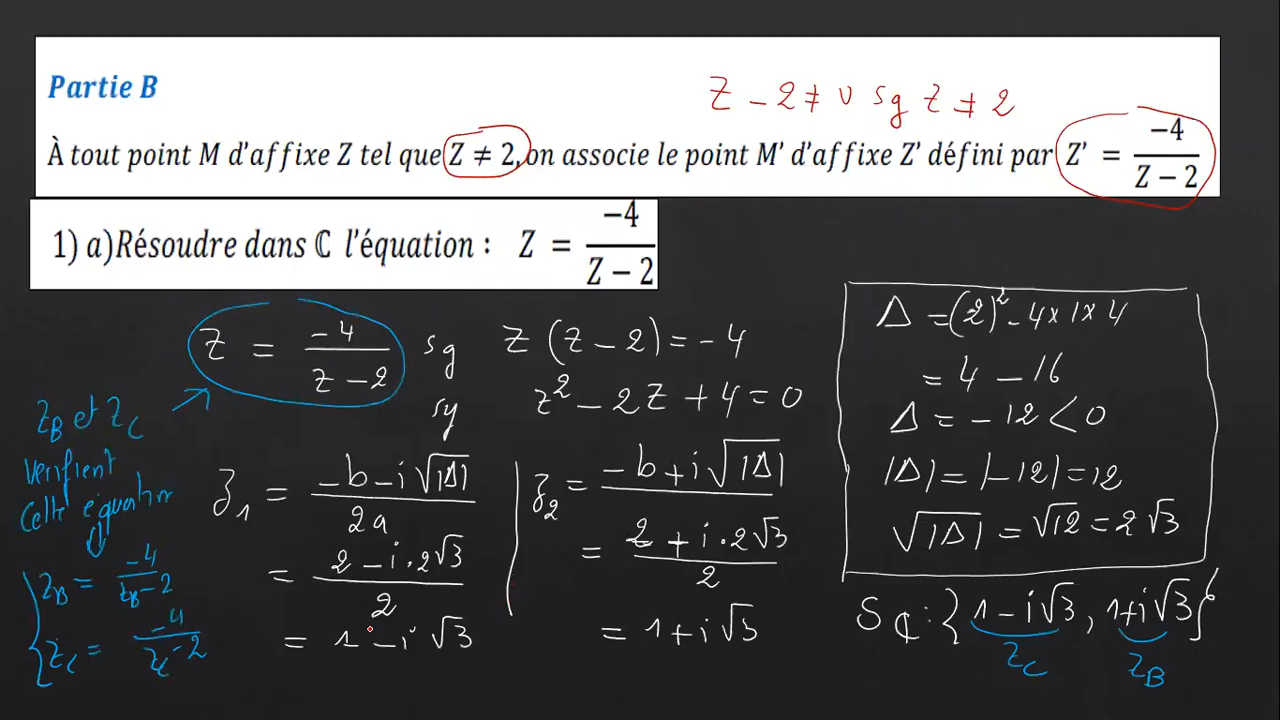 Partie B
Z - 2 ≠ 0 sg Z ≠ 2
À tout point M d'affixe Z tel que Z ≠ 2, on associe le point M' d'affixe Z' défini par Z' = -4/(Z - 2)
1) a)Résoudre dans ℂ l'équation : Z = -4/(Z - 2)
Z = -4/(Z - 2) sg Z (Z - 2) = -4
sg z² - 2Z + 4 = 0
z₁ = (-b - i√|Δ|)/2a
= (2 - i · 2√3)/2
= 1 - i √3
z₂ = (-b + i√|Δ|)
= (2 + i · 2√3)/2
= 1 + i √3
Δ = (2)² - 4 × 1 × 4
= 4 - 16
Δ = - 12 < 0
|Δ| = |-12| = 12
√|Δ| = √12 = 2√3
S ℂ : { 1 - i√3 , 1 + i√3 }
z_C z_B
z_B et z_C
vérifient
cette équation
z_B = -4/(z_B - 2)
z_C = -4/(z_C - 2)